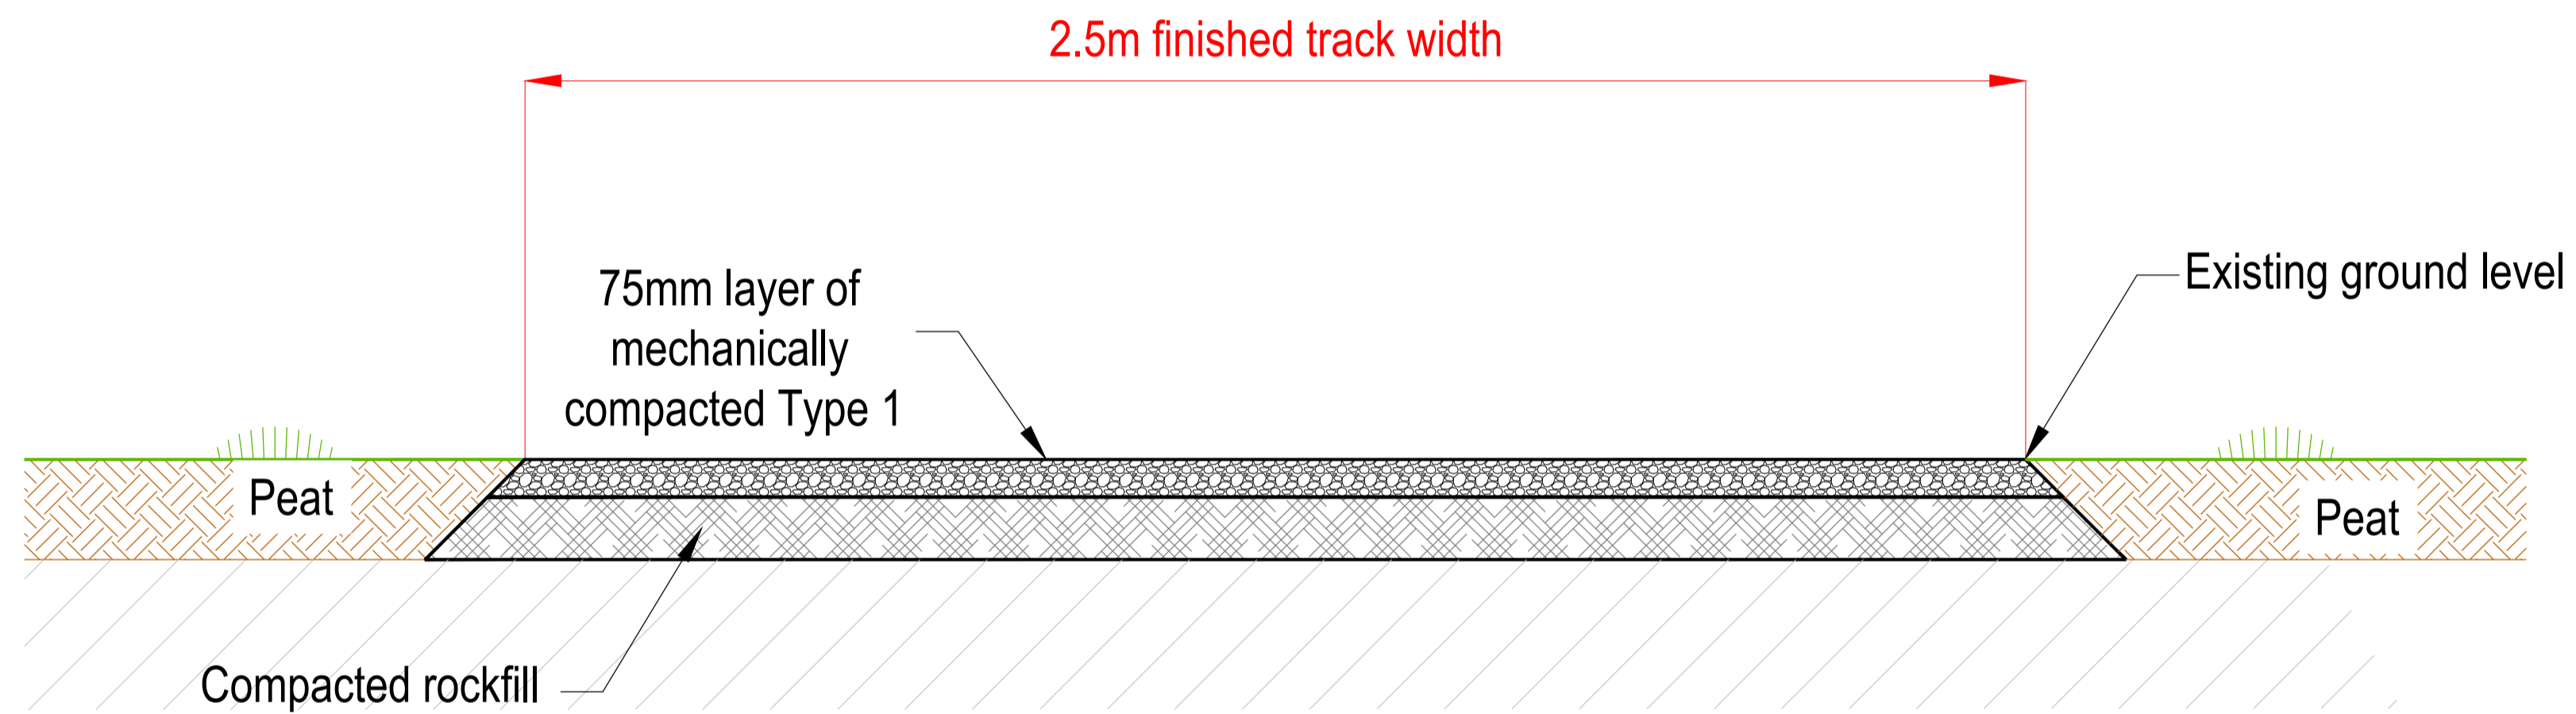 2.5m finished track width
75mm layer of
mechanically
compacted Type 1
Existing ground level
Peat
Peat
Compacted rockfill